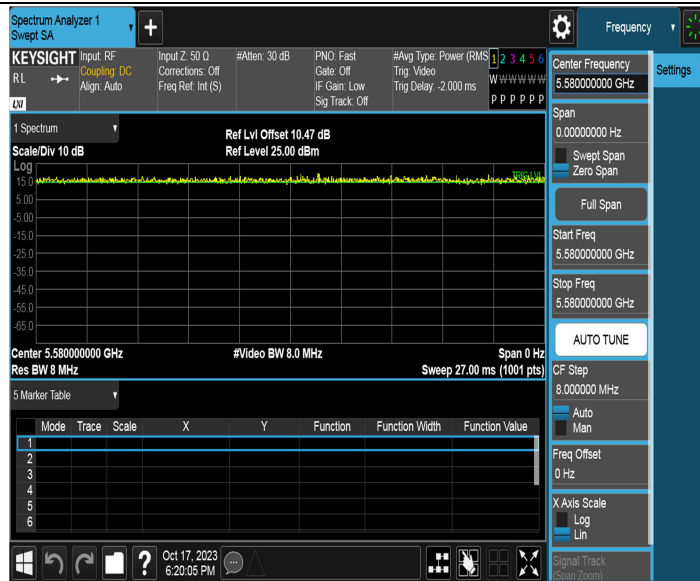 Spectrum Analyzer 1
Swept SA
Frequency
Settings
KEYSIGHT
RL
LXI
Input: RF
Coupling: DC
Align: Auto
Input Z: 50 Ω
Corrections: Off
Freq Ref: Int (S)
#Atten: 30 dB
PNO: Fast
Gate: Off
IF Gain: Low
Sig Track: Off
#Avg Type: Power (RMS
Trig: Video
Trig Delay: -2.000 ms
1 2 3 4 5 6
W W W W W W
P P P P P P
1 Spectrum
Scale/Div 10 dB
Ref Lvl Offset 10.47 dB
Ref Level 25.00 dBm
Log
TRIG LVL
15.0
5.00
-5.00
-15.0
-25.0
-35.0
-45.0
-55.0
-65.0
Center 5.580000000 GHz
#Video BW 8.0 MHz
Span 0 Hz
Res BW 8 MHz
Sweep 27.00 ms (1001 pts)
5 Marker Table
Mode Trace Scale X Y Function Function Width Function Value
1
2
3
4
5
6
Center Frequency
5.580000000 GHz
Span
0.00000000 Hz
Swept Span
Zero Span
Full Span
Start Freq
5.580000000 GHz
Stop Freq
5.580000000 GHz
AUTO TUNE
CF Step
8.000000 MHz
Auto
Man
Freq Offset
0 Hz
X Axis Scale
Log
Lin
Signal Track
(Span Zoom)
?
Oct 17, 2023
6:20:05 PM